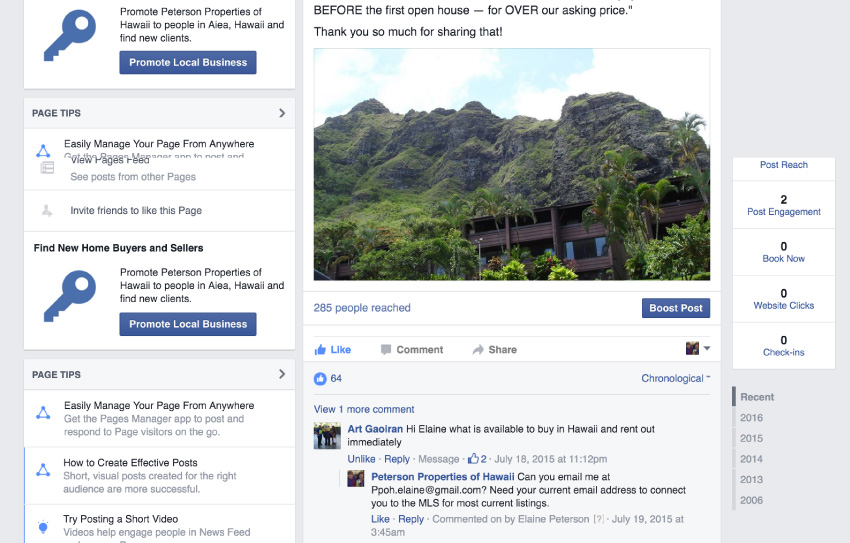 Promote Peterson Properties of
Hawaii to people in Aiea, Hawaii and
find new clients.
Promote Local Business
PAGE TIPS
Easily Manage Your Page From Anywhere
Get the Pages Manager app to post and
View Pages Feed
See posts from other Pages
Invite friends to like this Page
Find New Home Buyers and Sellers
Promote Peterson Properties of
Hawaii to people in Aiea, Hawaii and
find new clients.
Promote Local Business
PAGE TIPS
Easily Manage Your Page From Anywhere
Get the Pages Manager app to post and
respond to Page visitors on the go.
How to Create Effective Posts
Short, visual posts created for the right
audience are more successful.
Try Posting a Short Video
Videos help engage people in News Feed
BEFORE the first open house — for OVER our asking price."
Thank you so much for sharing that!
285 people reached
Boost Post
Like Comment Share
64
Chronological
View 1 more comment
Art Gaoiran Hi Elaine what is available to buy in Hawaii and rent out
immediately
Unlike · Reply · Message · 2 · July 18, 2015 at 11:12pm
Peterson Properties of Hawaii Can you email me at
Ppoh.elaine@gmail.com? Need your current email address to connect
you to the MLS for most current listings.
Like · Reply · Commented on by Elaine Peterson [?] · July 19, 2015 at
3:45am
Post Reach
2
Post Engagement
0
Book Now
0
Website Clicks
0
Check-ins
Recent
2016
2015
2014
2013
2006